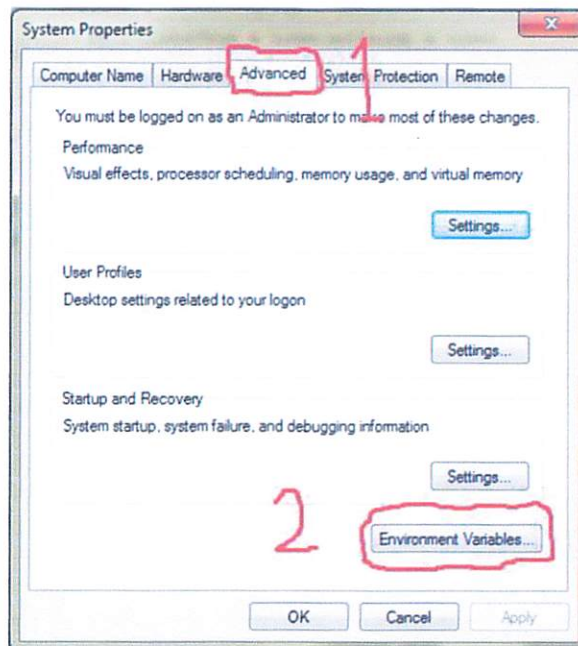 System Properties
Computer Name Hardware Advanced System Protection Remote
1
You must be logged on as an Administrator to make most of these changes.
Performance
Visual effects, processor scheduling, memory usage, and virtual memory
Settings...
User Profiles
Desktop settings related to your logon
Settings...
Startup and Recovery
System startup, system failure, and debugging information
Settings...
2
Environment Variables...
OK Cancel Apply